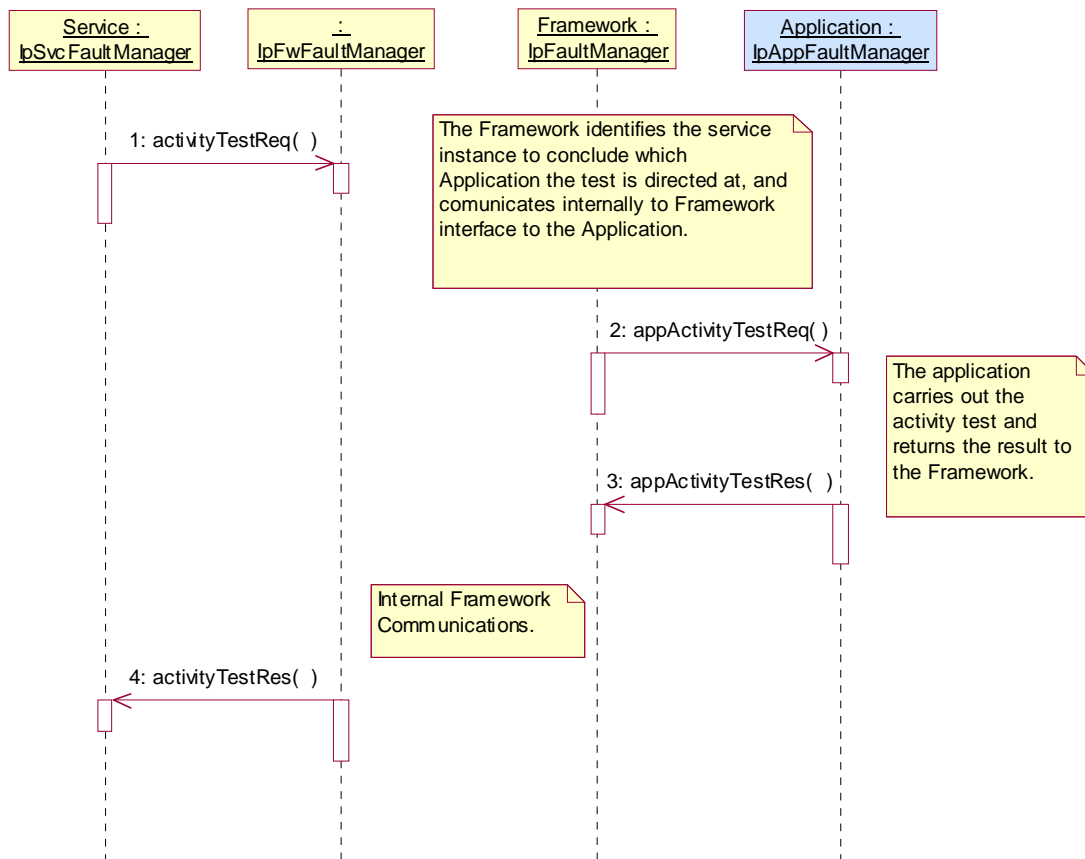 Service :
IpSvcFaultManager
:
IpFwFaultManager
Framework :
IpFaultManager
Application :
IpAppFaultManager
1: activityTestReq( )
The Framework identifies the service
instance to conclude which
Application the test is directed at, and
comunicates internally to Framework
interface to the Application.
2: appActivityTestReq( )
The application
carries out the
activity test and
returns the result to
the Framework.
3: appActivityTestRes( )
Internal Framework
Communications.
4: activityTestRes( )